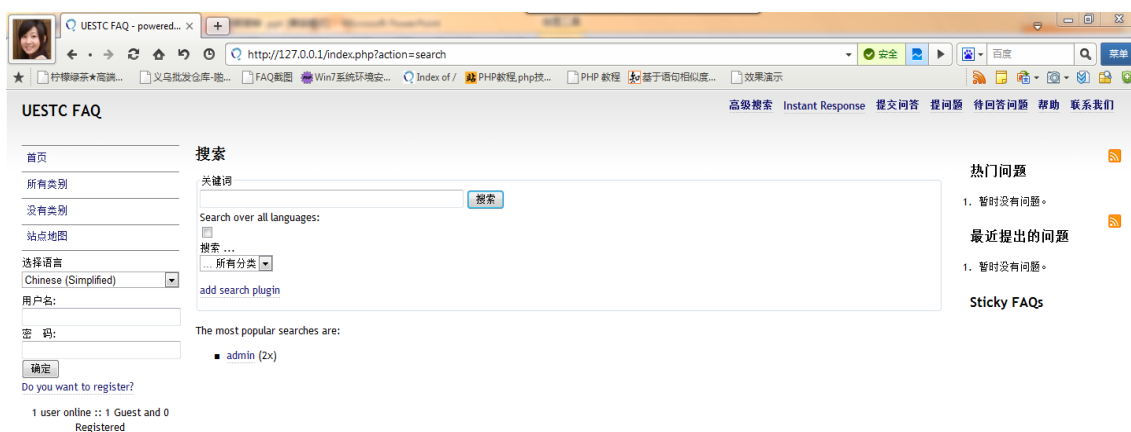 UESTC FAQ - powered...
http://127.0.0.1/index.php?action=search
安全
百度
菜单
柠檬绿茶★高端...
义乌批发仓库-批...
FAQ截图
Win7系统环境安...
Index of /
PHP教程,php技...
PHP 教程
基于语句相似度...
效果演示
UESTC FAQ
高级搜索 Instant Response 提交问答 提问题 待回答问题 帮助 联系我们
首页
所有类别
没有类别
站点地图
选择语言
Chinese (Simplified)
用户名:
密 码:
确定
Do you want to register?
1 user online :: 1 Guest and 0
Registered
搜索
关键词
搜索
Search over all languages:
搜索 ...
... 所有分类
add search plugin
The most popular searches are:
admin (2x)
热门问题
1. 暂时没有问题。
最近提出的问题
1. 暂时没有问题。
Sticky FAQs